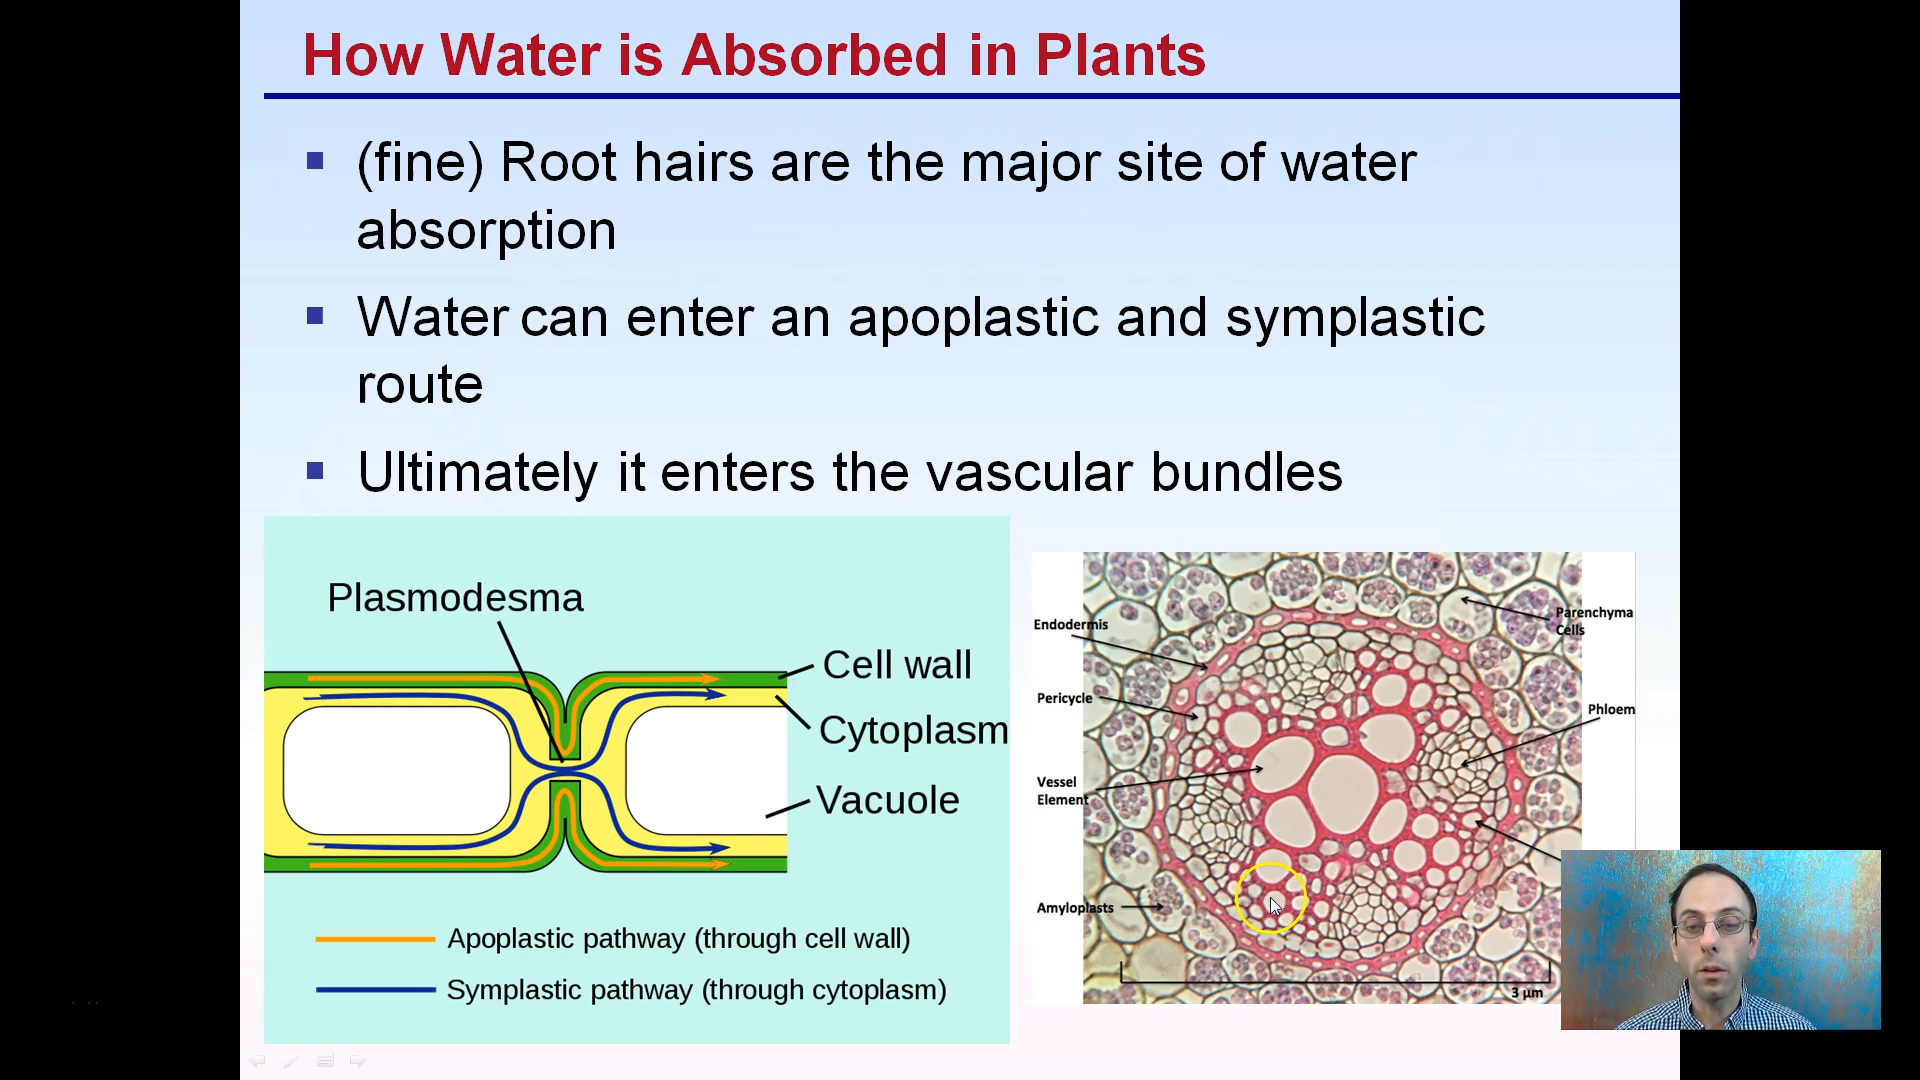 How Water is Absorbed in Plants
(fine) Root hairs are the major site of water
absorption
Water can enter an apoplastic and symplastic
route
Ultimately it enters the vascular bundles
Plasmodesma
Cell wall
Cytoplasm
Vacuole
Apoplastic pathway (through cell wall)
Symplastic pathway (through cytoplasm)
Endodermis
Pericycle
Vessel
Element
Amyloplasts
Parenchyma
Cells
Phloem
3 µm